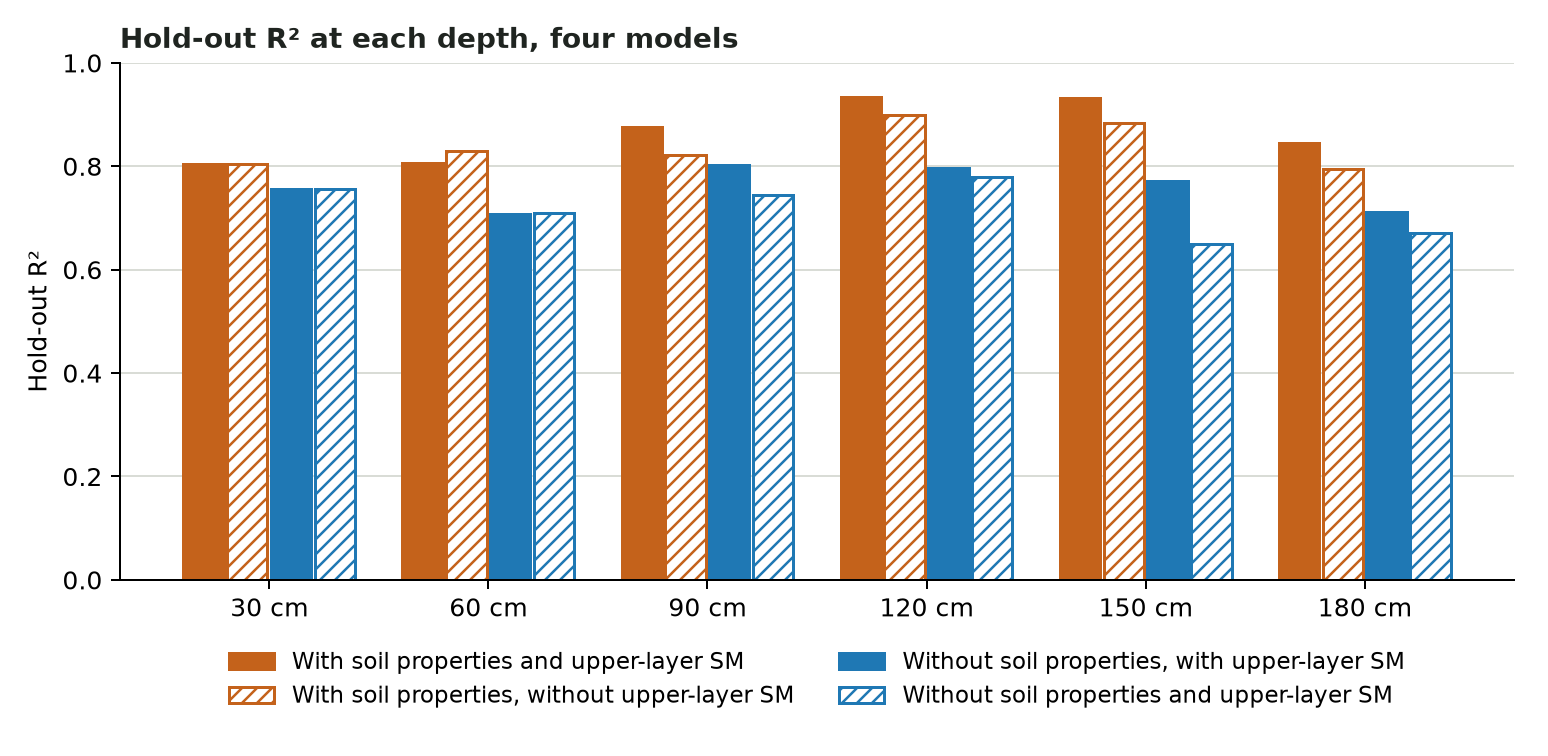 Hold-out R² at each depth, four models
Hold-out R²
1.0
0.8
0.6
0.4
0.2
0.0
30 cm
60 cm
90 cm
120 cm
150 cm
180 cm
With soil properties and upper-layer SM
With soil properties, without upper-layer SM
Without soil properties, with upper-layer SM
Without soil properties and upper-layer SM